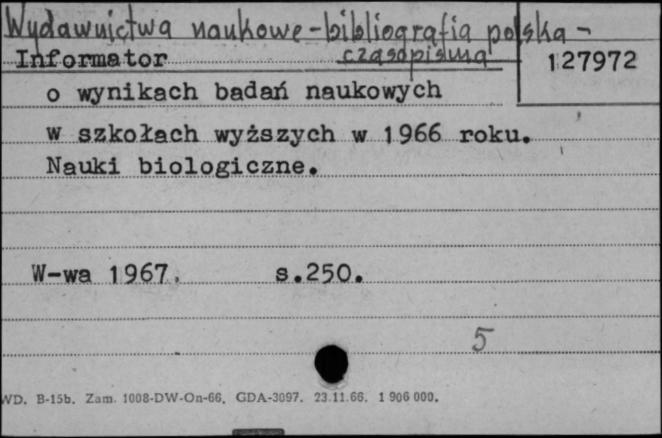 Wydawnictwa naukowe - bibliografia polska -
czasopisma
Informator
127972
o wynikach badań naukowych
w szkołach wyższych w 1966 roku.
Nauki biologiczne.
W-wa 1967. s.250.
5
WD. B-15b. Zam. 1008-DW-On-66. GDA-3097. 23.11.66. 1 906 000.